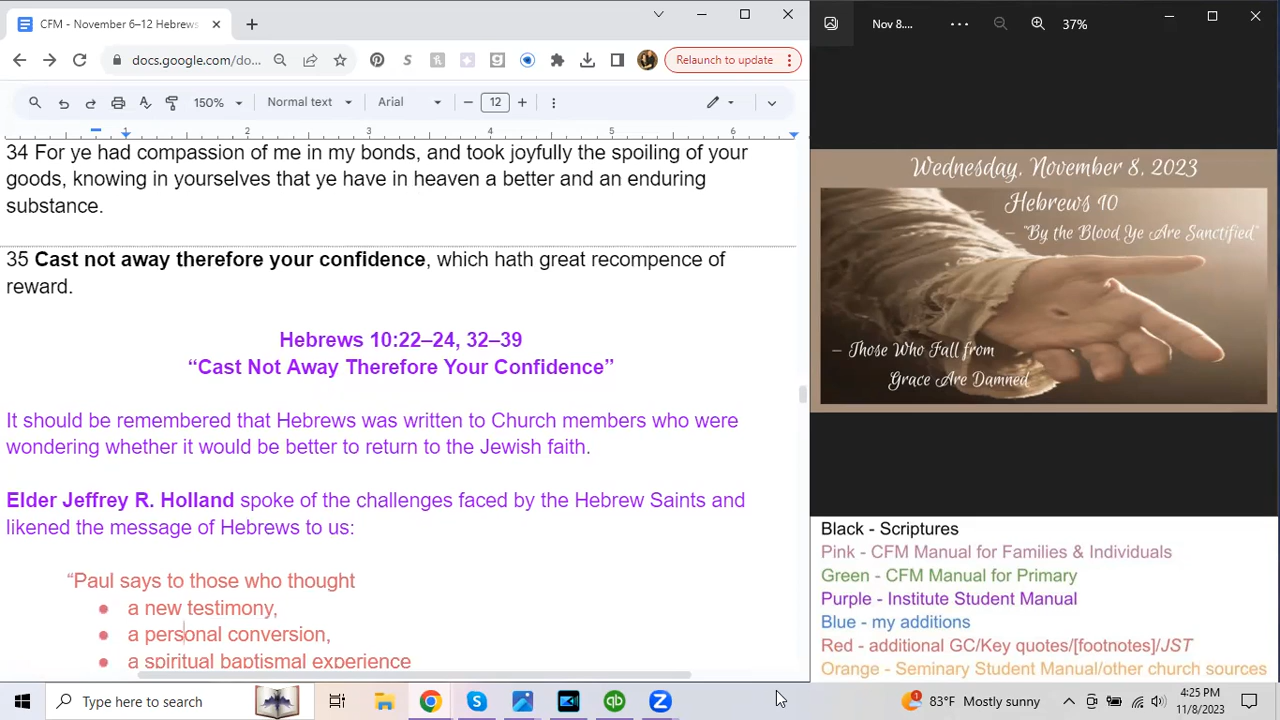 CFM - November 6–12 Hebrews
docs.google.com/do...
Relaunch to update
150%
Normal text
Arial
12
1
2
3
4
5
6
34 For ye had compassion of me in my bonds, and took joyfully the spoiling of your
goods, knowing in yourselves that ye have in heaven a better and an enduring
substance.
35 Cast not away therefore your confidence, which hath great recompence of
reward.
Hebrews 10:22–24, 32–39
“Cast Not Away Therefore Your Confidence”
It should be remembered that Hebrews was written to Church members who were
wondering whether it would be better to return to the Jewish faith.
Elder Jeffrey R. Holland spoke of the challenges faced by the Hebrew Saints and
likened the message of Hebrews to us:
“Paul says to those who thought
● a new testimony,
● a personal conversion,
● a spiritual baptismal experience
Nov 8....
37%
Wednesday, November 8, 2023
Hebrews 10
– "By the Blood Ye Are Sanctified"
– Those Who Fall from
Grace Are Damned
Black - Scriptures
Pink - CFM Manual for Families & Individuals
Green - CFM Manual for Primary
Purple - Institute Student Manual
Blue - my additions
Red - additional GC/Key quotes/[footnotes]/JST
Orange - Seminary Student Manual/other church sources
Type here to search
83°F Mostly sunny
4:25 PM
11/8/2023